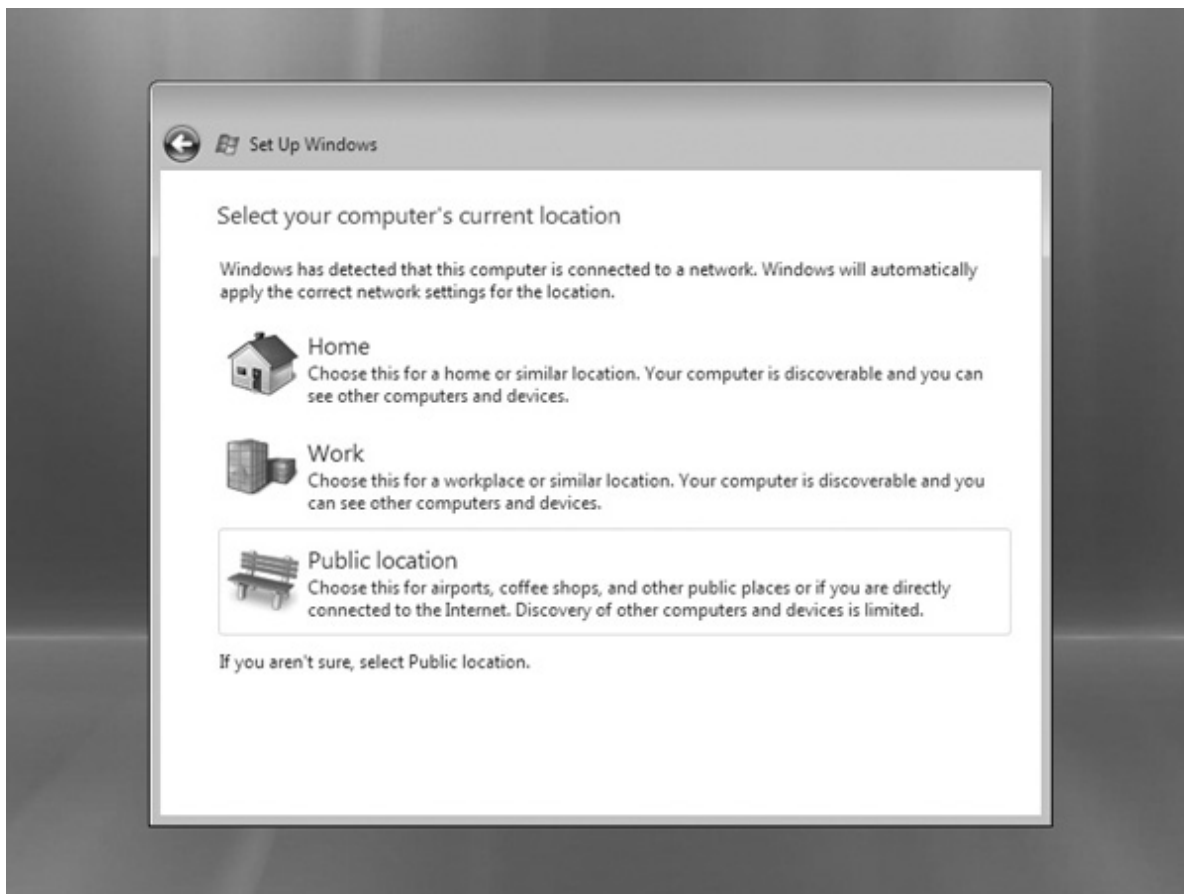 Set Up Windows
Select your computer's current location
Windows has detected that this computer is connected to a network. Windows will automatically
apply the correct network settings for the location.
Home
Choose this for a home or similar location. Your computer is discoverable and you can
see other computers and devices.
Work
Choose this for a workplace or similar location. Your computer is discoverable and you
can see other computers and devices.
Public location
Choose this for airports, coffee shops, and other public places or if you are directly
connected to the Internet. Discovery of other computers and devices is limited.
If you aren't sure, select Public location.